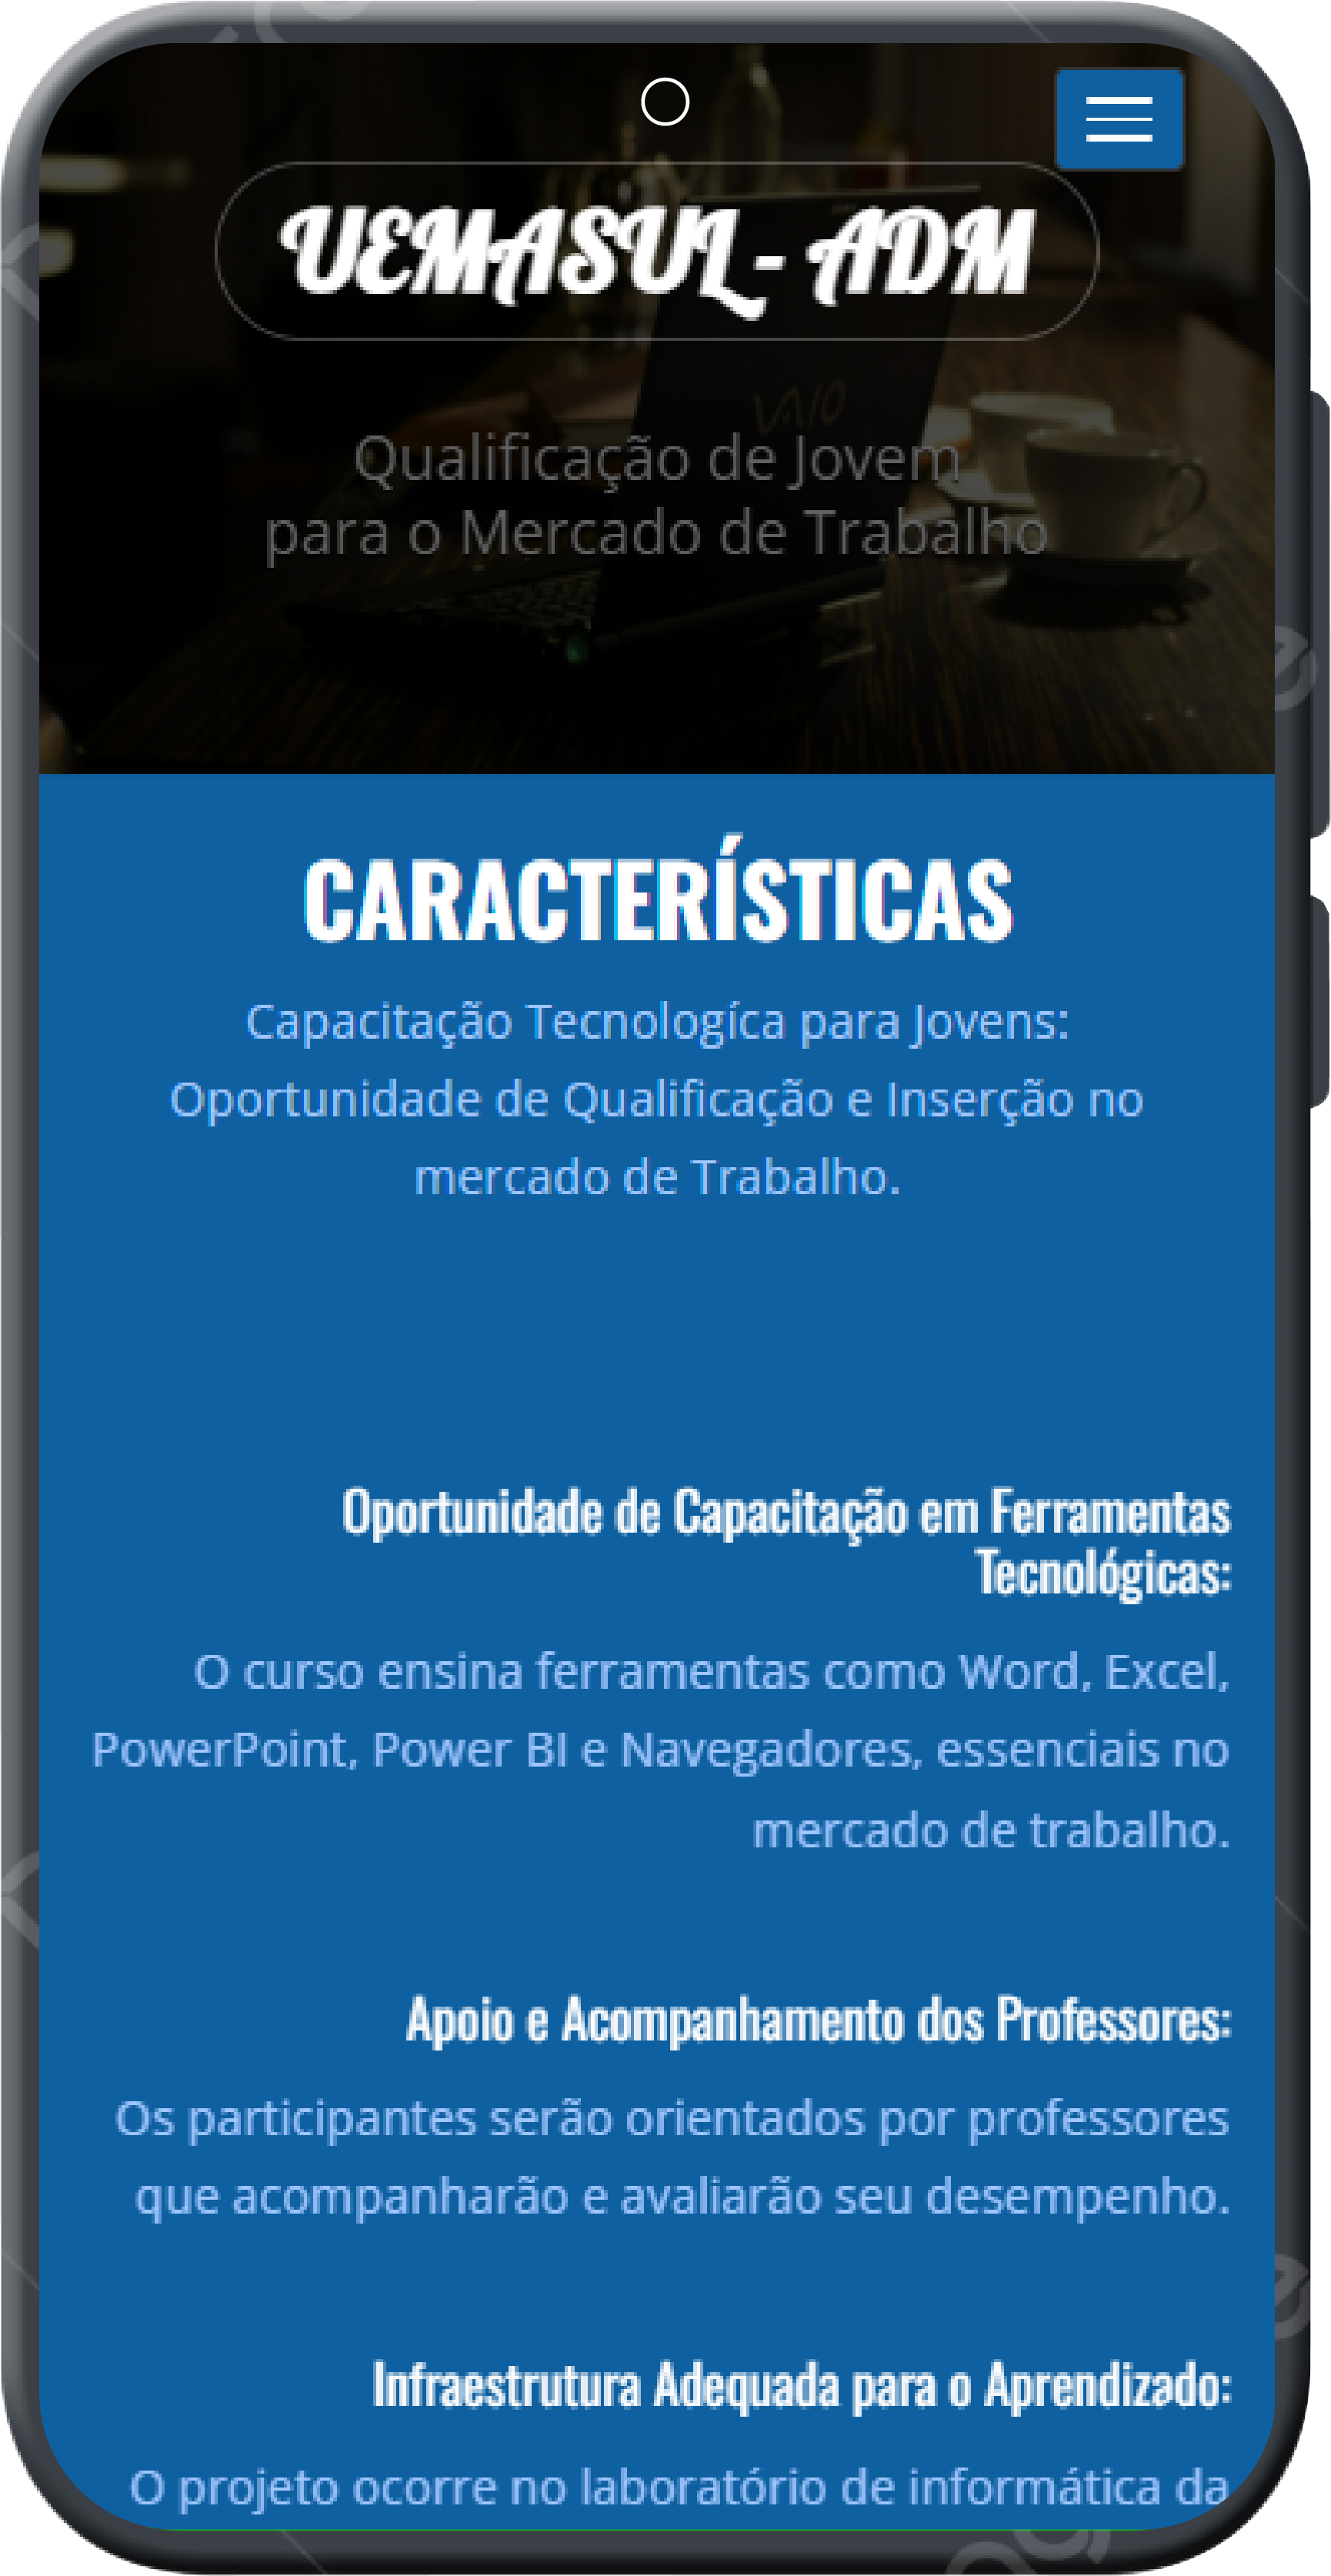 UEMASUL - ADM
VAIO
Qualificação de Jovem
para o Mercado de Trabalho
CARACTERÍSTICAS
Capacitação Tecnologíca para Jovens:
Oportunidade de Qualificação e Inserção no
mercado de Trabalho.
Oportunidade de Capacitação em Ferramentas
Tecnológicas:
O curso ensina ferramentas como Word, Excel,
PowerPoint, Power BI e Navegadores, essenciais no
mercado de trabalho.
Apoio e Acompanhamento dos Professores:
Os participantes serão orientados por professores
que acompanharão e avaliarão seu desempenho.
Infraestrutura Adequada para o Aprendizado:
O projeto ocorre no laboratório de informática da